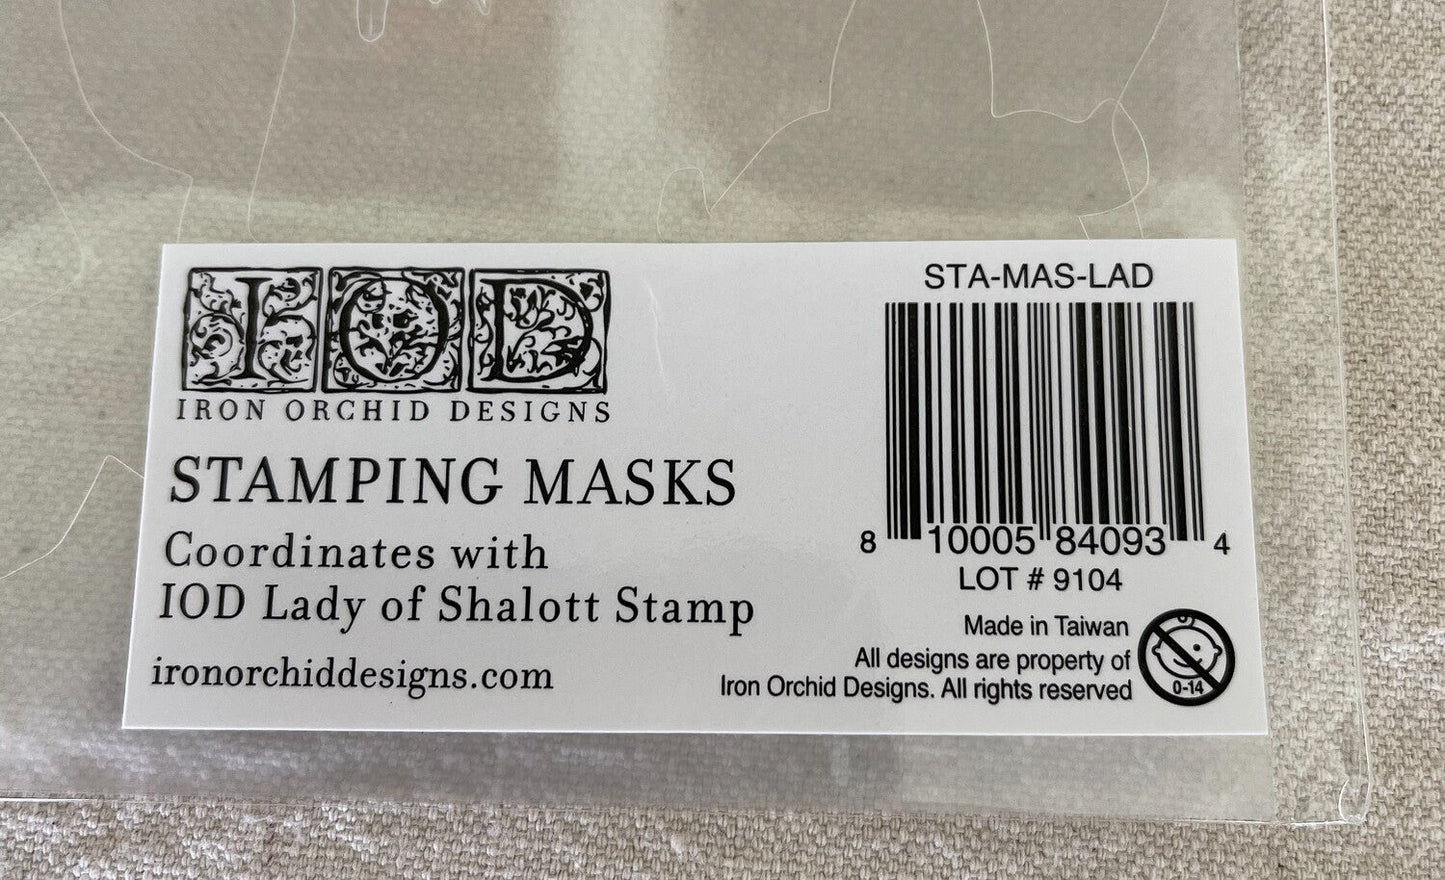 IOD
IRON ORCHID DESIGNS
STAMPING MASKS
Coordinates with
IOD Lady of Shalott Stamp
ironorchiddesigns.com
STA-MAS-LAD
8 10005 84093 4
LOT # 9104
Made in Taiwan
All designs are property of
Iron Orchid Designs. All rights reserved
0-14